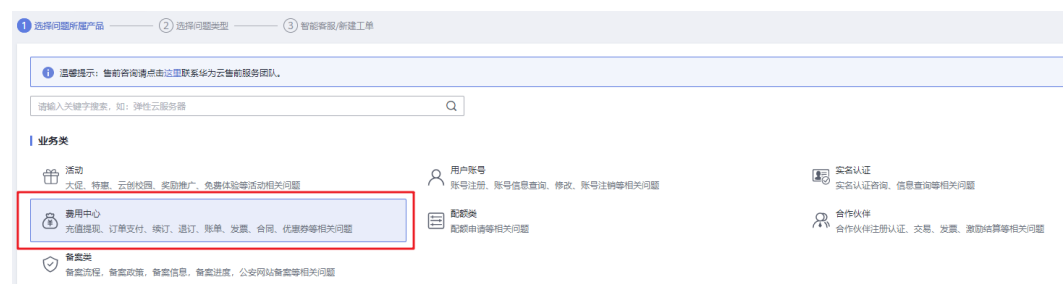 1 选择问题所属产品 2 选择问题类型 3 智能客服/新建工单
温馨提示：售前咨询请点击这里联系华为云售前服务团队。
请输入关键字搜索，如：弹性云服务器
业务类
活动 用户账号 实名认证
大促、特惠、云创校园、奖励推广、免费体验等活动相关问题 账号注册、账号信息查询、修改、账号注销等相关问题 实名认证咨询、信息查询等相关问题
费用中心 配额类 合作伙伴
充值提现、订单支付、续订、退订、账单、发票、合同、优惠券等相关问题 配额申请等相关问题 合作伙伴注册认证、交易、发票、激励结算等相关问题
备案类
备案流程，备案政策，备案信息，备案进度，公安网站备案等相关问题